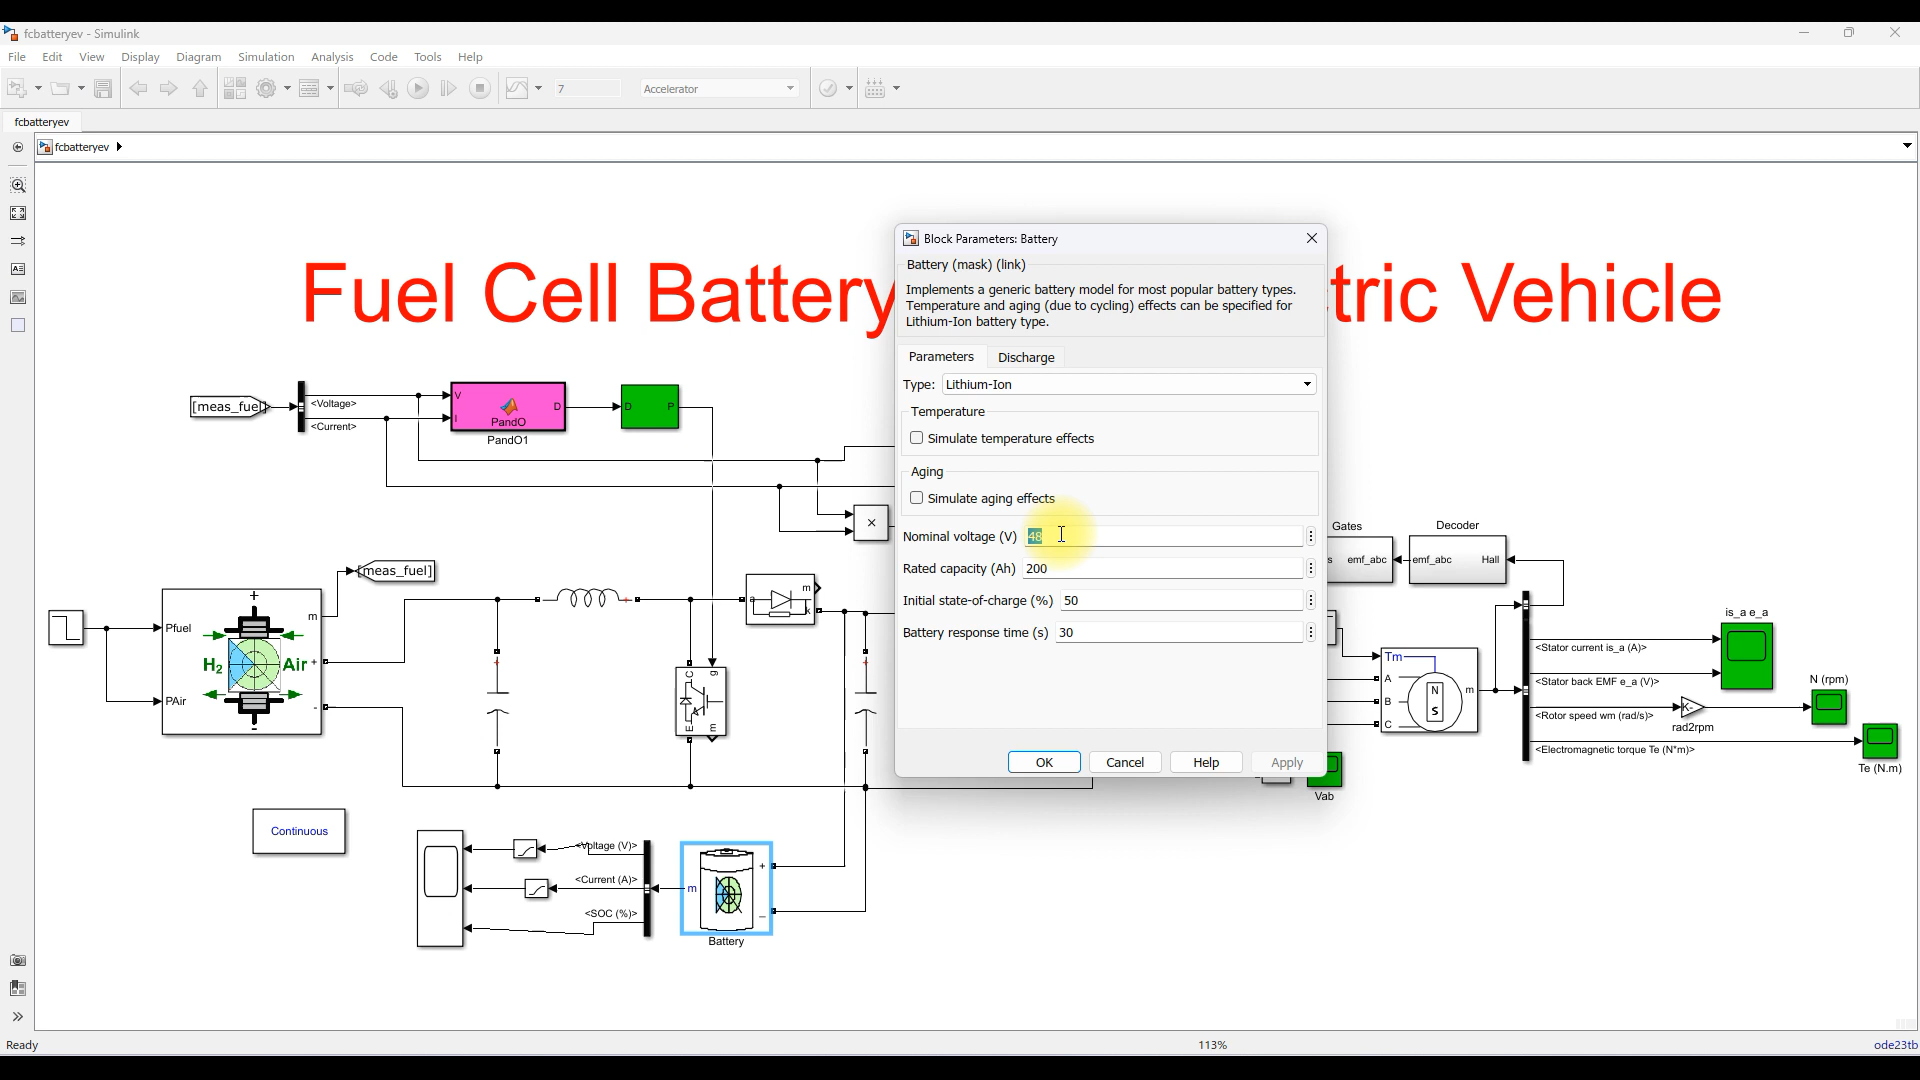 fcbatteryev - Simulink
File Edit View Display Diagram Simulation Analysis Code Tools Help
7 Accelerator
fcbatteryev
fcbatteryev
Fuel Cell Battery
tric Vehicle
[meas_fuel]
<Voltage>
<Current>
V
I
D
PandO
PandO1
D P
×
[meas_fuel]
Pfuel
PAir
H2 Air
+
-
m
+
-
a
m
k
g
C
E
m
Continuous
<Voltage (V)>
<Current (A)>
<SOC (%)>
m
+
_
Battery
Block Parameters: Battery
Battery (mask) (link)
Implements a generic battery model for most popular battery types.
Temperature and aging (due to cycling) effects can be specified for
Lithium-Ion battery type.
Parameters Discharge
Type: Lithium-Ion
Temperature
Simulate temperature effects
Aging
Simulate aging effects
Nominal voltage (V) 48
Rated capacity (Ah) 200
Initial state-of-charge (%) 50
Battery response time (s) 30
OK Cancel Help Apply
Gates
s emf_abc
Decoder
emf_abc Hall
Tm
A
B
C
N
S
m
Vab
is_a e_a
<Stator current is_a (A)>
<Stator back EMF e_a (V)>
<Rotor speed wm (rad/s)>
<Electromagnetic torque Te (N*m)>
K-
rad2rpm
N (rpm)
Te (N.m)
Ready 113% ode23tb